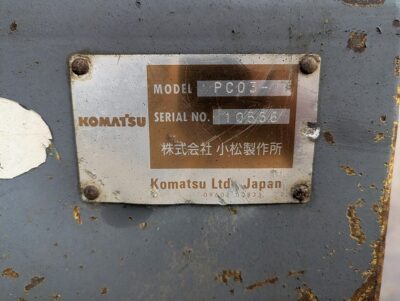 MODEL PC03-
KOMATSU
SERIAL NO. 10556
株式会社 小松製作所
Komatsu Ltd. Japan